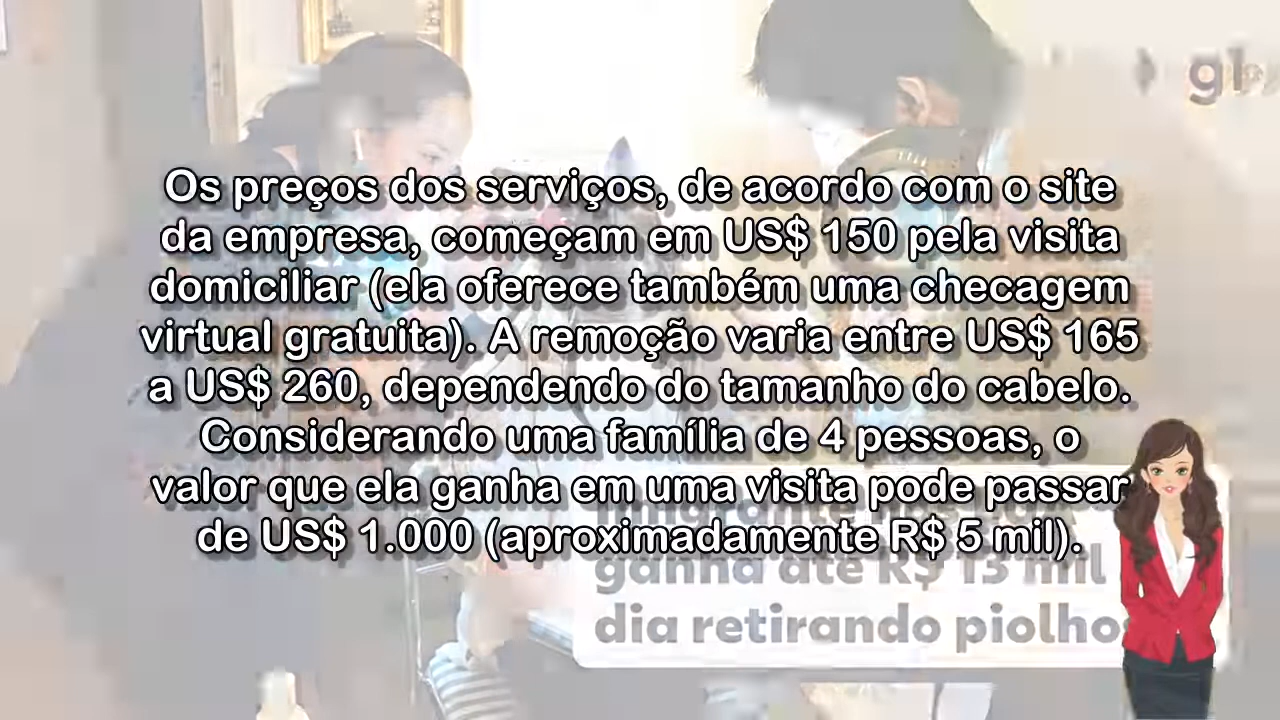 g1
Os preços dos serviços, de acordo com o site
da empresa, começam em US$ 150 pela visita
domiciliar (ela oferece também uma checagem
virtual gratuita). A remoção varia entre US$ 165
a US$ 260, dependendo do tamanho do cabelo.
Considerando uma família de 4 pessoas, o
valor que ela ganha em uma visita pode passar
de US$ 1.000 (aproximadamente R$ 5 mil).
ganha até R$ 13 mil
dia retirando piolhos